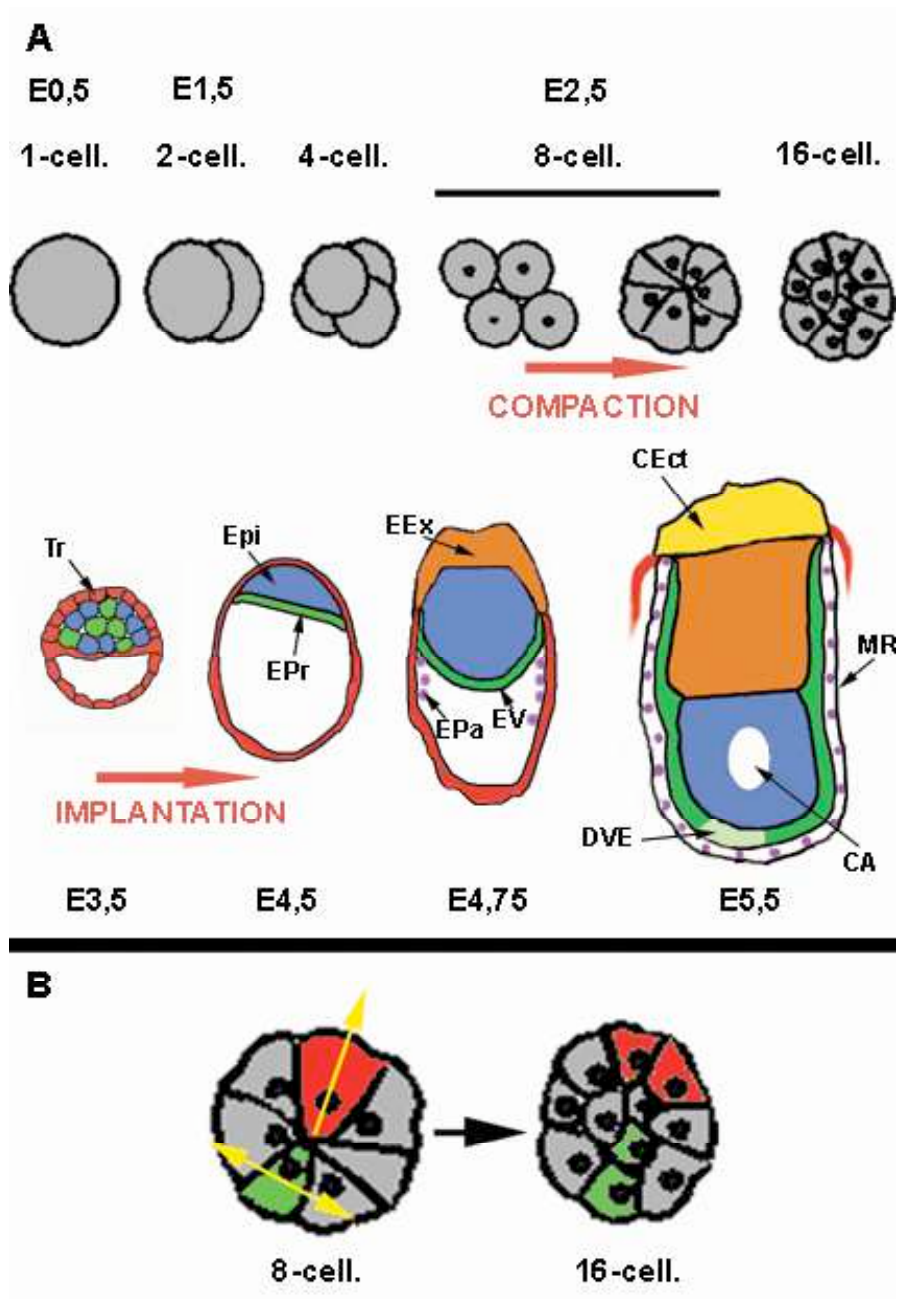 A
E0,5 E1,5 E2,5
1-cell. 2-cell. 4-cell. 8-cell. 16-cell.
COMPACTION
CEct
Tr Epi EEx
EPr EPa EV MR
IMPLANTATION
DVE CA
E3,5 E4,5 E4,75 E5,5
B
8-cell. 16-cell.